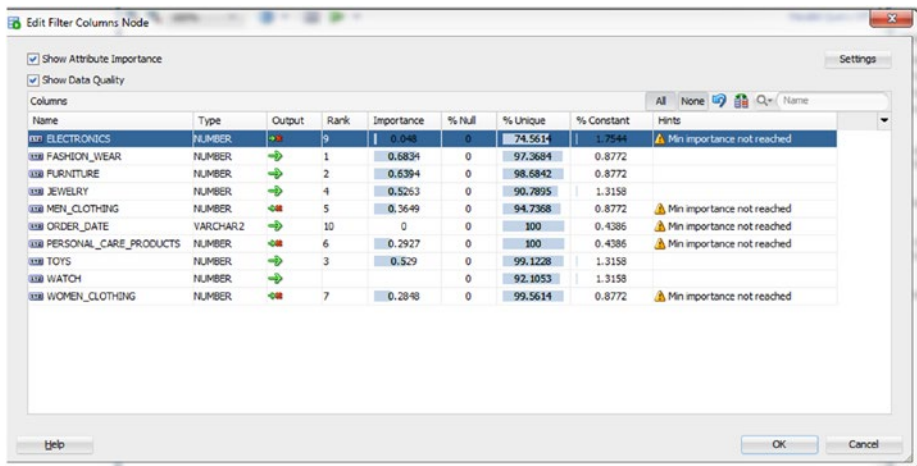 Edit Filter Columns Node
Show Attribute Importance
Settings
Show Data Quality
Columns All None Name
Name Type Output Rank Importance % Null % Unique % Constant Hints
ELECTRONICS NUMBER 9 0.048 0 74.5614 1.7544 Min importance not reached
FASHION_WEAR NUMBER 1 0.6834 0 97.3684 0.8772
FURNITURE NUMBER 2 0.6394 0 98.6842 0.8772
JEWELRY NUMBER 4 0.5263 0 90.7895 1.3158
MEN_CLOTHING NUMBER 5 0.3649 0 94.7368 0.8772 Min importance not reached
ORDER_DATE VARCHAR2 10 0 0 100 0.4386 Min importance not reached
PERSONAL_CARE_PRODUCTS NUMBER 6 0.2927 0 100 0.4386 Min importance not reached
TOYS NUMBER 3 0.529 0 99.1228 1.3158
WATCH NUMBER 0 92.1053 1.3158
WOMEN_CLOTHING NUMBER 7 0.2848 0 99.5614 0.8772 Min importance not reached
Help OK Cancel